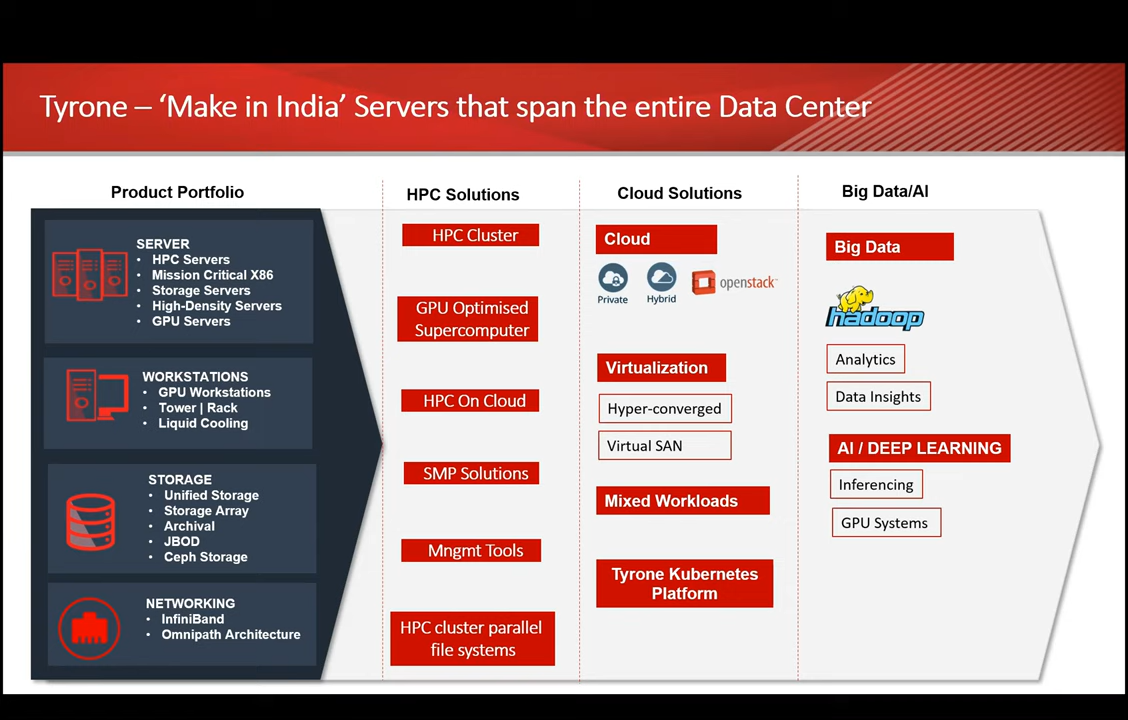 Tyrone – ‘Make in India’ Servers that span the entire Data Center
Product Portfolio
SERVER
• HPC Servers
• Mission Critical X86
• Storage Servers
• High-Density Servers
• GPU Servers
WORKSTATIONS
• GPU Workstations
• Tower | Rack
• Liquid Cooling
STORAGE
• Unified Storage
• Storage Array
• Archival
• JBOD
• Ceph Storage
NETWORKING
• InfiniBand
• Omnipath Architecture
HPC Solutions
HPC Cluster
GPU Optimised
Supercomputer
HPC On Cloud
SMP Solutions
Mngmt Tools
HPC cluster parallel
file systems
Cloud Solutions
Cloud
Private
Hybrid
openstack
Virtualization
Hyper-converged
Virtual SAN
Mixed Workloads
Tyrone Kubernetes
Platform
Big Data/AI
Big Data
hadoop
Analytics
Data Insights
AI / DEEP LEARNING
Inferencing
GPU Systems